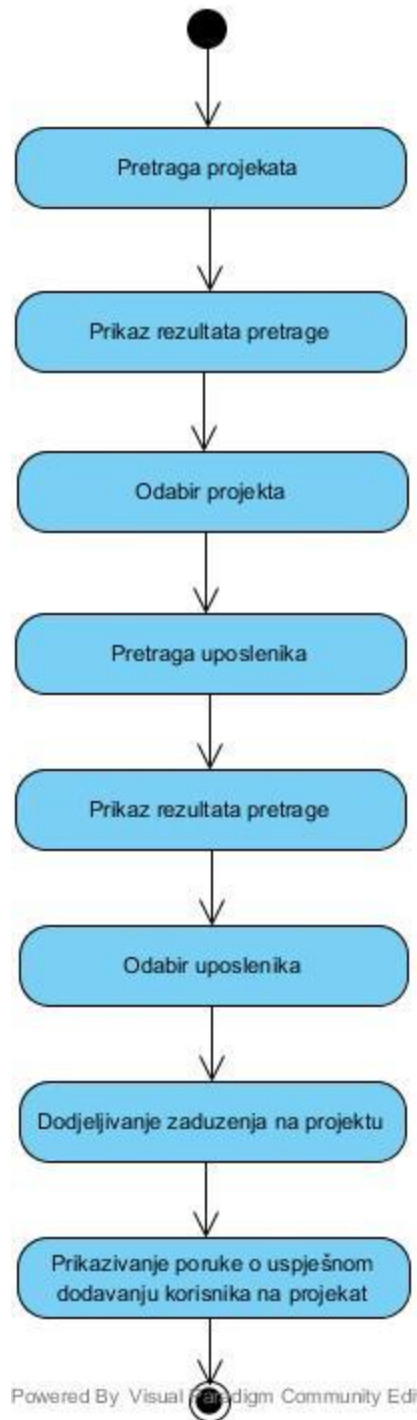 Pretraga projekata
Prikaz rezultata pretrage
Odabir projekta
Pretraga uposlenika
Prikaz rezultata pretrage
Odabir uposlenika
Dodjeljivanje zaduzenja na projektu
Prikazivanje poruke o uspješnom
dodavanju korisnika na projekat
Powered By Visual Paradigm Community Edi